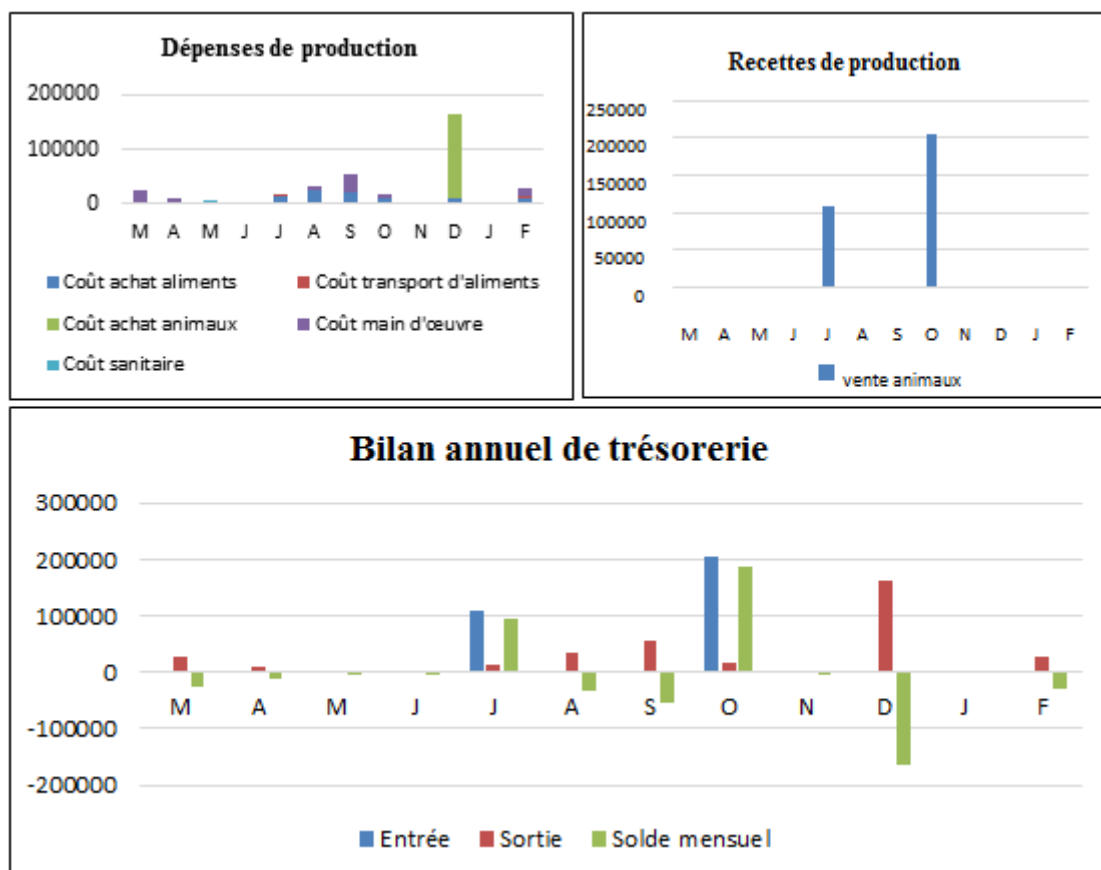 Dépenses de production
200000
100000
0
M A M J J A S O N D J F
Coût achat aliments Coût transport d'aliments
Coût achat animaux Coût main d'œuvre
Coût sanitaire
Recettes de production
250000
200000
150000
100000
50000
0
M A M J J A S O N D J F
vente animaux
Bilan annuel de trésorerie
300000
200000
100000
0
M A M J J A S O N D J F
-100000
-200000
Entrée Sortie Solde mensuel